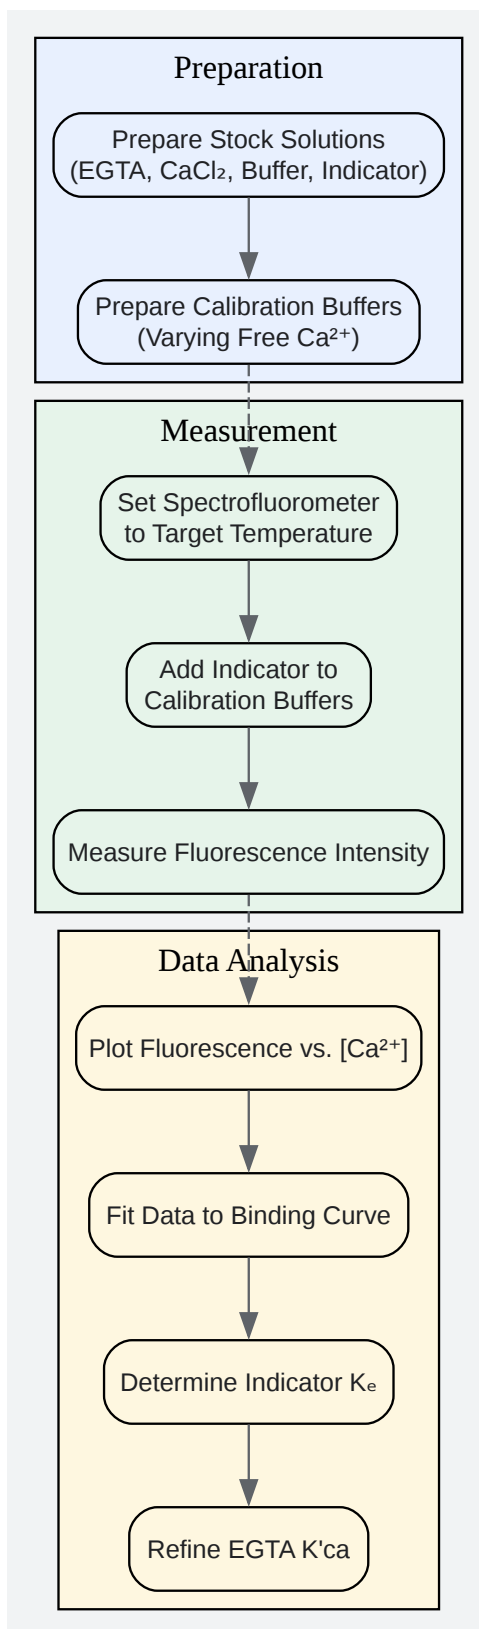 Preparation
Prepare Stock Solutions
(EGTA, CaCl₂, Buffer, Indicator)
Prepare Calibration Buffers
(Varying Free Ca²⁺)
Measurement
Set Spectrofluorometer
to Target Temperature
Add Indicator to
Calibration Buffers
Measure Fluorescence Intensity
Data Analysis
Plot Fluorescence vs. [Ca²⁺]
Fit Data to Binding Curve
Determine Indicator Kₑ
Refine EGTA K'ca